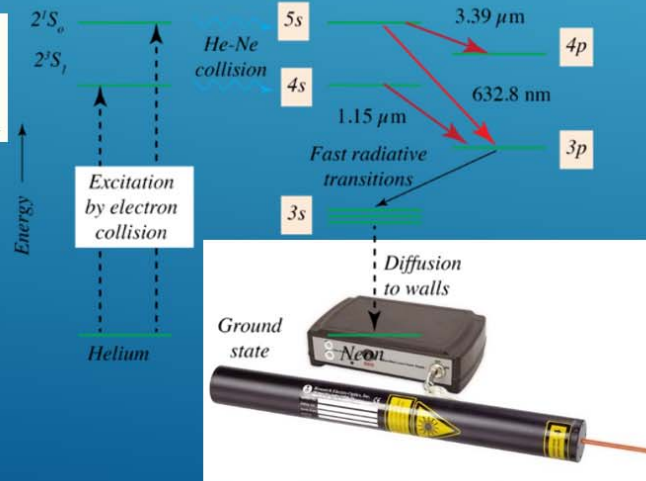 2¹S₀
5s
3.39 µm
4p
2³S₁
He-Ne
collision
4s
632.8 nm
1.15 µm
3p
Fast radiative
transitions
Excitation
by electron
collision
3s
Energy
Diffusion
to walls
Ground
state
Helium
Neon